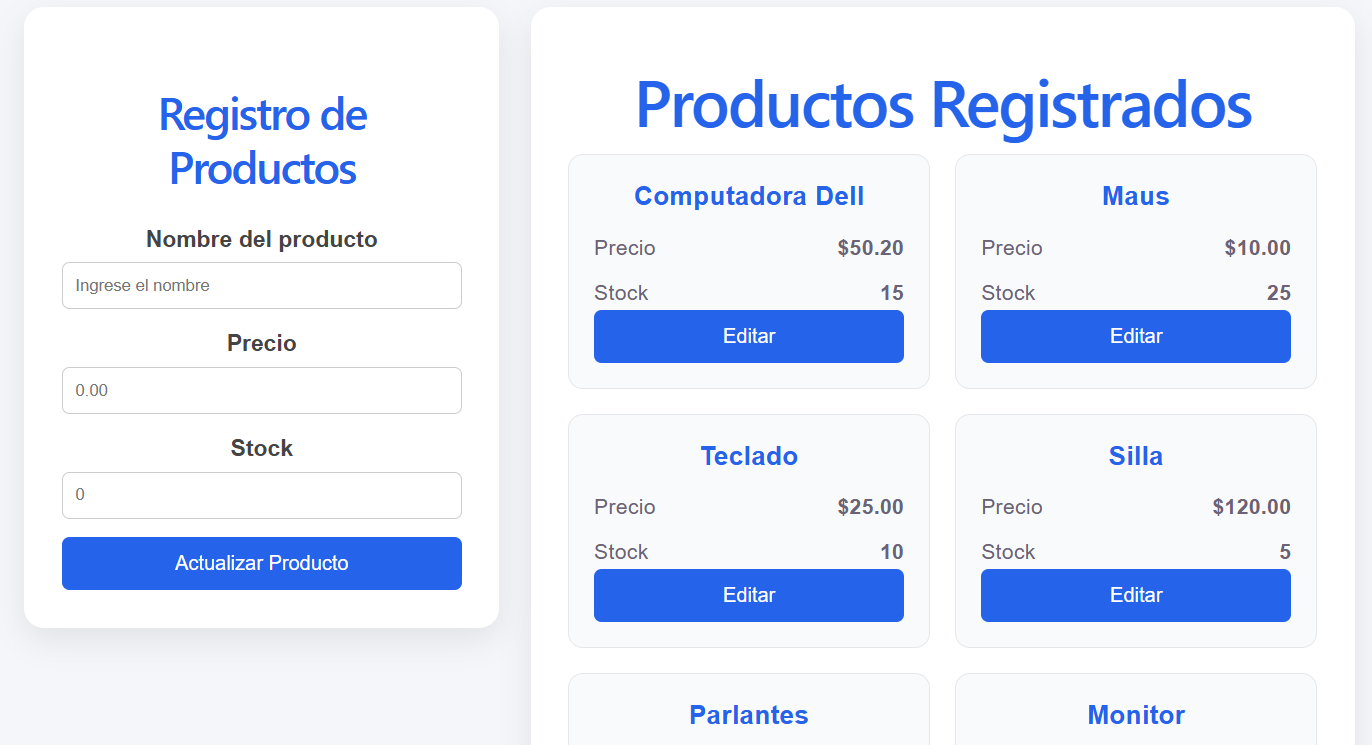 Registro de
Productos
Nombre del producto
Ingrese el nombre
Precio
0.00
Stock
0
Actualizar Producto
Productos Registrados
Computadora Dell
Precio $50.20
Stock 15
Editar
Maus
Precio $10.00
Stock 25
Editar
Teclado
Precio $25.00
Stock 10
Editar
Silla
Precio $120.00
Stock 5
Editar
Parlantes
Monitor